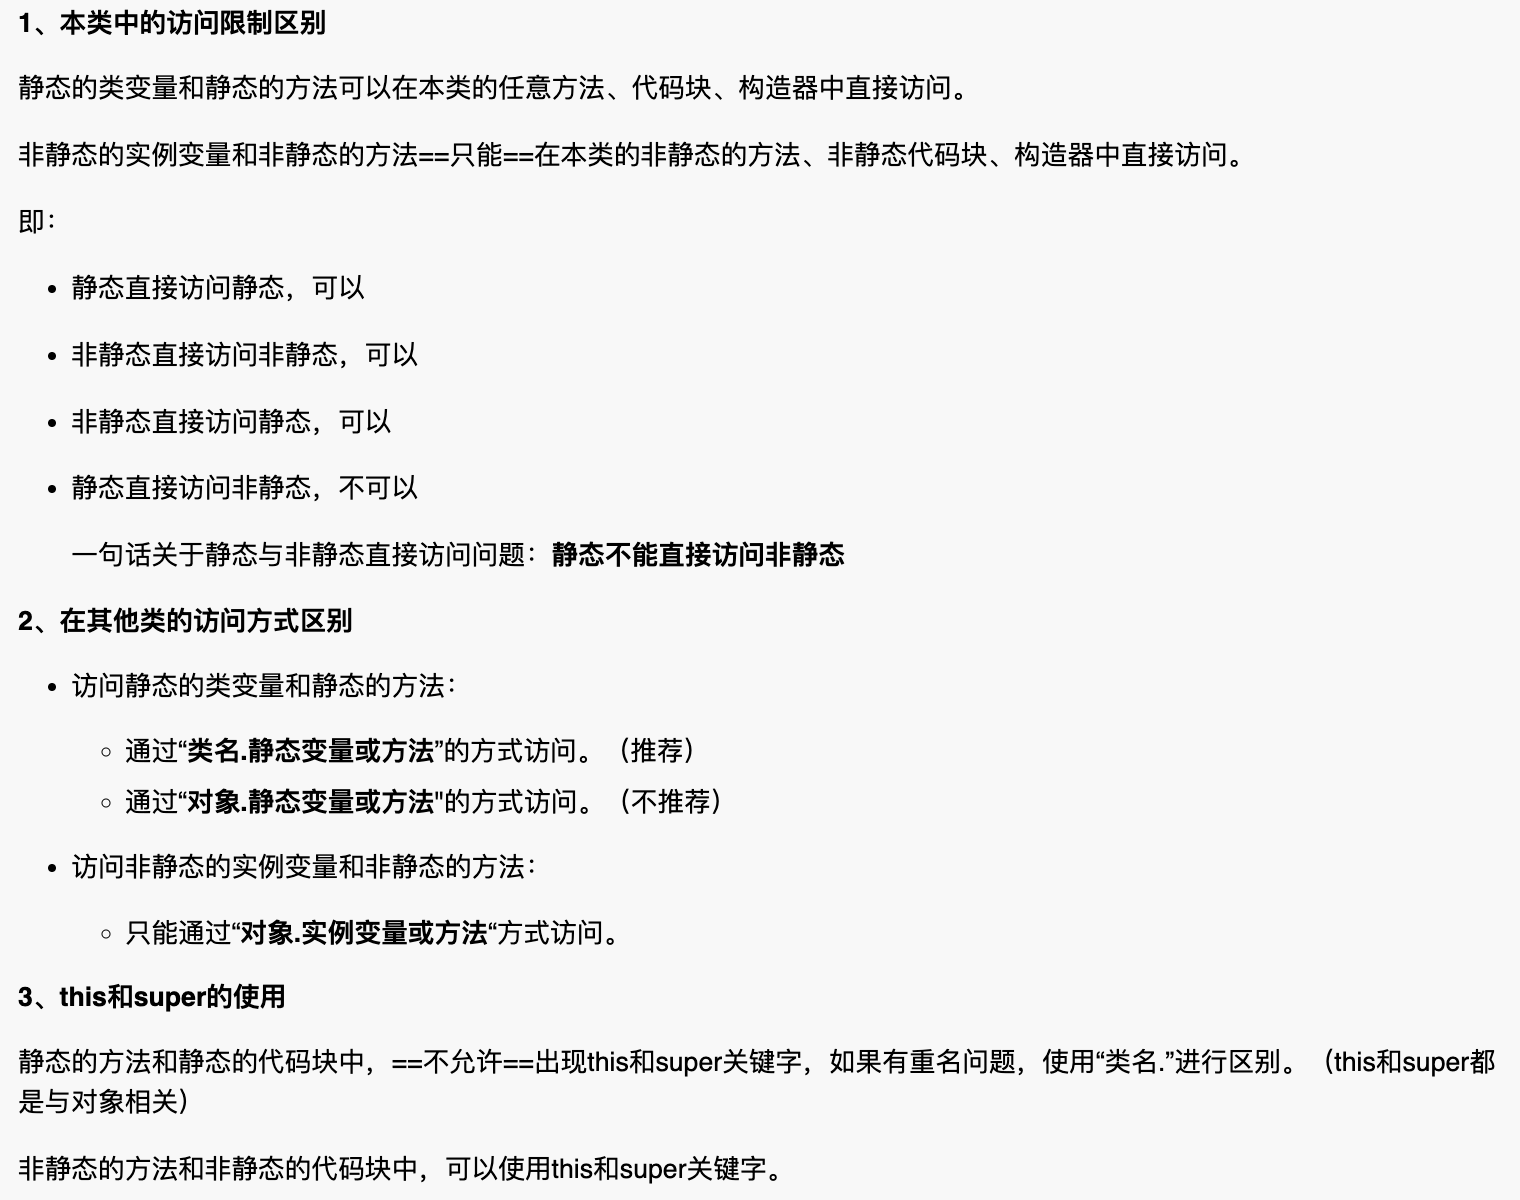 1、本类中的访问限制区别
静态的类变量和静态的方法可以在本类的任意方法、代码块、构造器中直接访问。
非静态的实例变量和非静态的方法==只能==在本类的非静态的方法、非静态代码块、构造器中直接访问。
即：
• 静态直接访问静态，可以
• 非静态直接访问非静态，可以
• 非静态直接访问静态，可以
• 静态直接访问非静态，不可以
一句话关于静态与非静态直接访问问题：静态不能直接访问非静态
2、在其他类的访问方式区别
• 访问静态的类变量和静态的方法：
◦ 通过“类名.静态变量或方法”的方式访问。（推荐）
◦ 通过“对象.静态变量或方法"的方式访问。（不推荐）
• 访问非静态的实例变量和非静态的方法：
◦ 只能通过“对象.实例变量或方法“方式访问。
3、this和super的使用
静态的方法和静态的代码块中，==不允许==出现this和super关键字，如果有重名问题，使用“类名.”进行区别。（this和super都
是与对象相关）
非静态的方法和非静态的代码块中，可以使用this和super关键字。